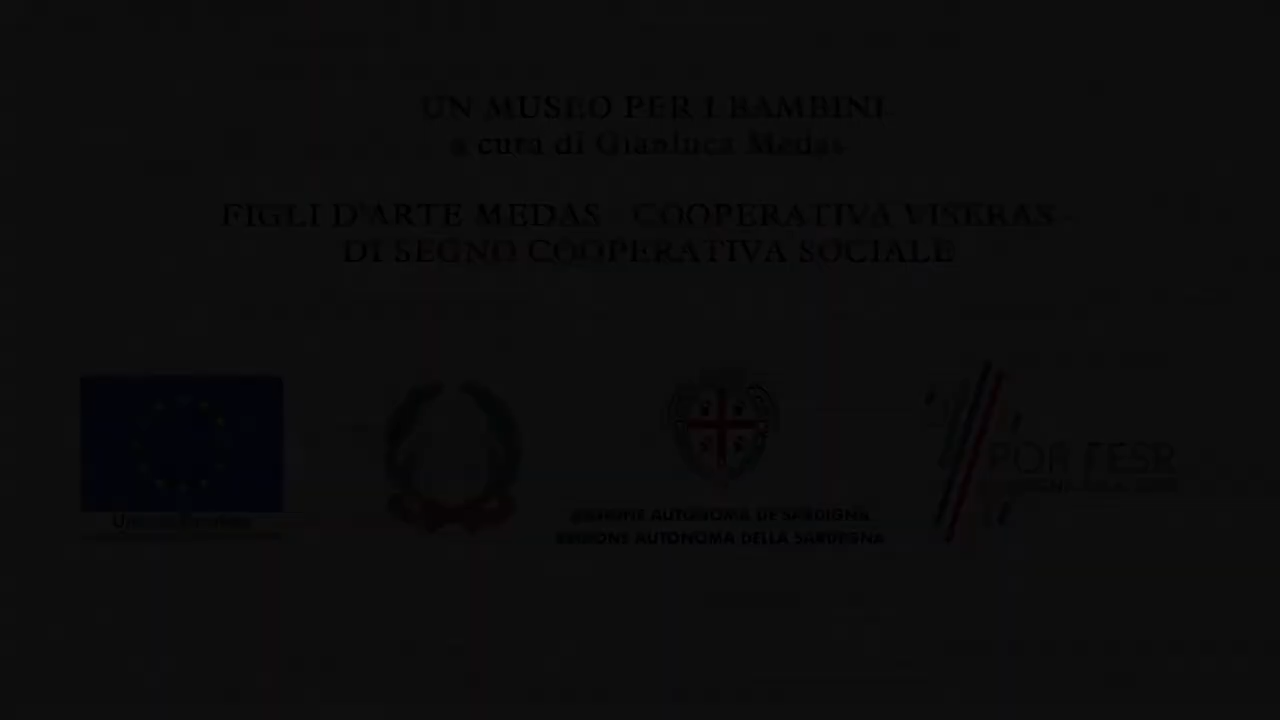 UN MUSEO PER I BAMBINI
a cura di Gianluca Medas
FIGLI D'ARTE MEDAS - COOPERATIVA VISERAS -
DI SEGNO COOPERATIVA SOCIALE
REGIONE AUTÒNOMA DE SARDIGNA
REGIONE AUTONOMA DELLA SARDEGNA
POR FESR